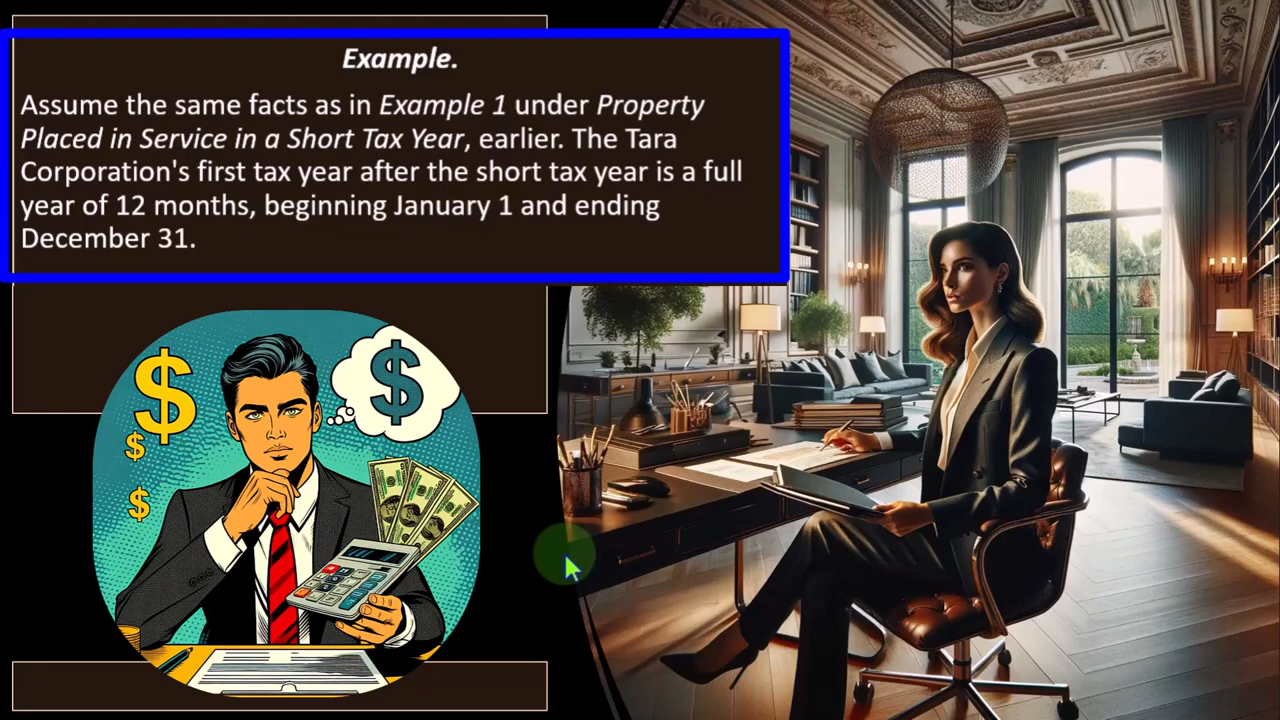 Example.
Assume the same facts as in Example 1 under Property
Placed in Service in a Short Tax Year, earlier. The Tara
Corporation's first tax year after the short tax year is a full
year of 12 months, beginning January 1 and ending
December 31.
$
$
$
$